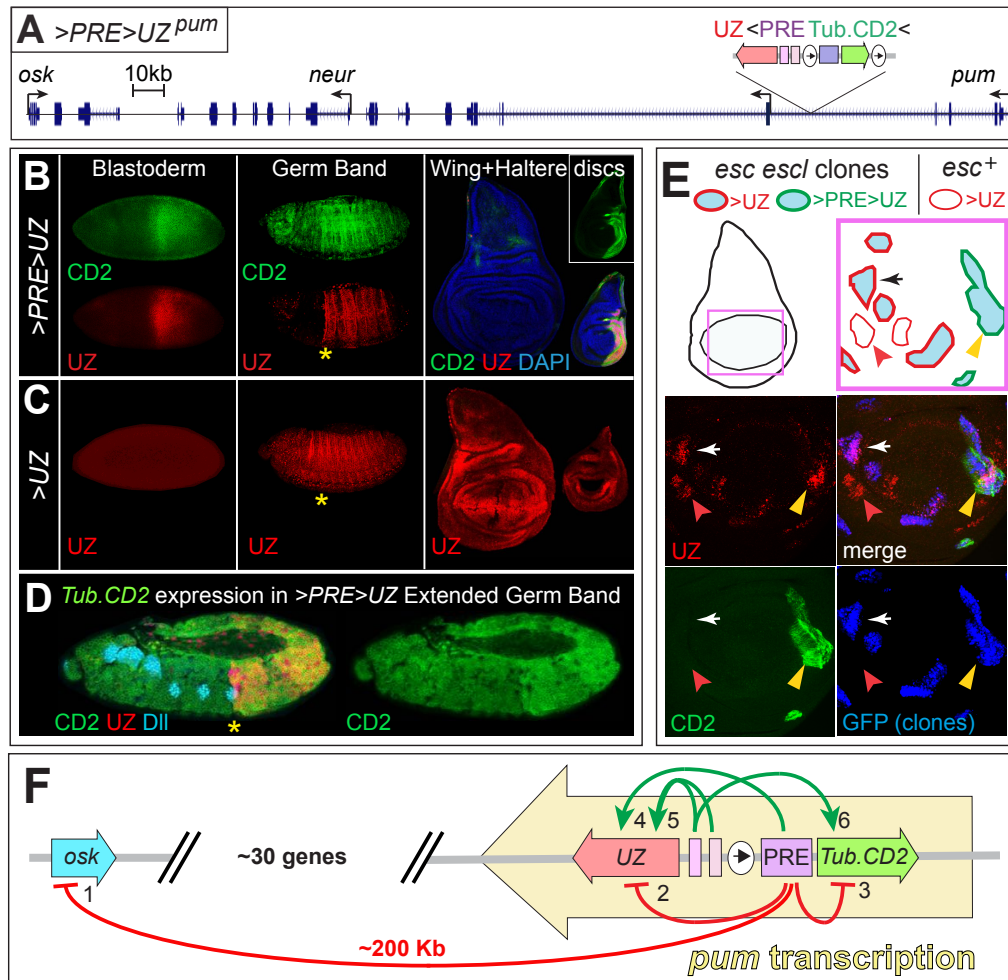 A >PRE>UZ pum
UZ <PRE Tub.CD2<
osk 10kb neur pum
B Blastoderm Germ Band Wing+Haltere discs
>PRE>UZ
CD2 CD2
UZ UZ * CD2 UZ DAPI
C
>UZ
UZ UZ * UZ
D Tub.CD2 expression in >PRE>UZ Extended Germ Band
CD2 UZ Dll * CD2
E esc escl clones esc+
>UZ >PRE>UZ >UZ
UZ merge
CD2 GFP (clones)
F
osk ~30 genes UZ PRE Tub.CD2
4 5 6
1 2 3
~200 Kb
pum transcription